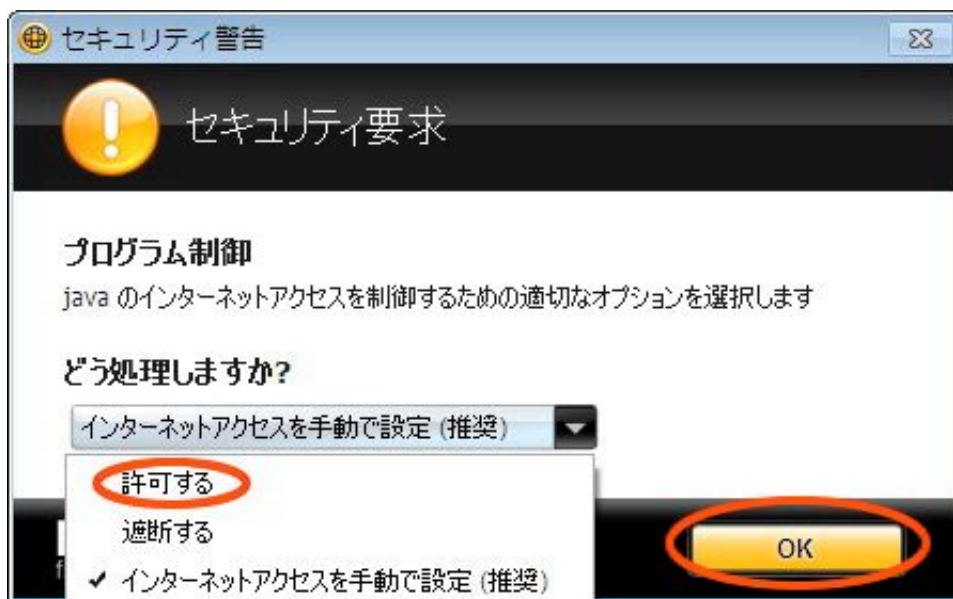 セキュリティ警告
セキュリティ要求
プログラム制御
java のインターネットアクセスを制御するための適切なオプションを選択します
どう処理しますか?
インターネットアクセスを手動で設定 (推奨)
許可する
遮断する
OK
✓ インターネットアクセスを手動で設定 (推奨)